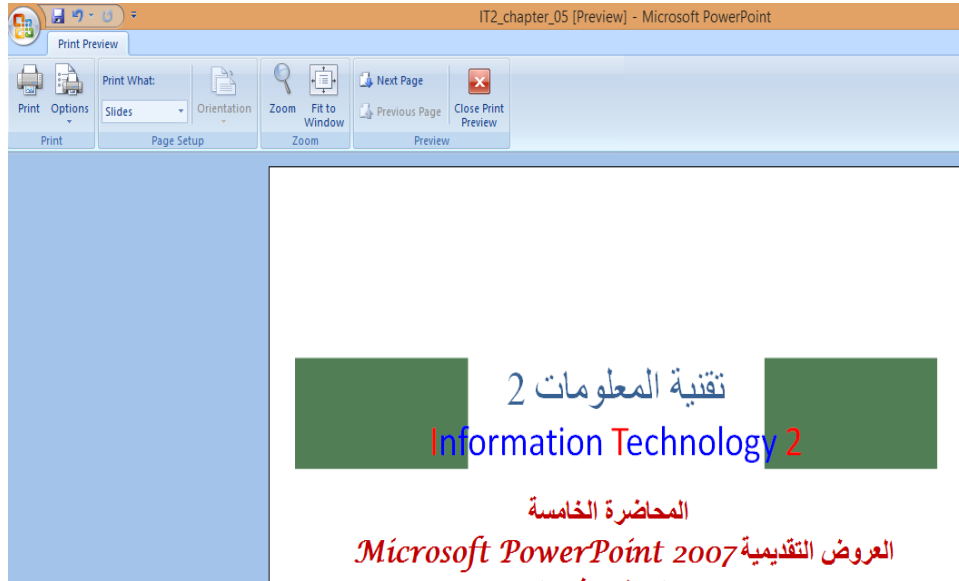 IT2_chapter_05 [Preview] - Microsoft PowerPoint
Print Preview
Print
Options
Print What:
Slides
Orientation
Zoom
Fit to
Window
Next Page
Previous Page
Close Print
Preview
Print
Page Setup
Zoom
Preview
تقنية المعلومات 2
Information Technology 2
المحاضرة الخامسة
العروض التقديمية Microsoft PowerPoint 2007